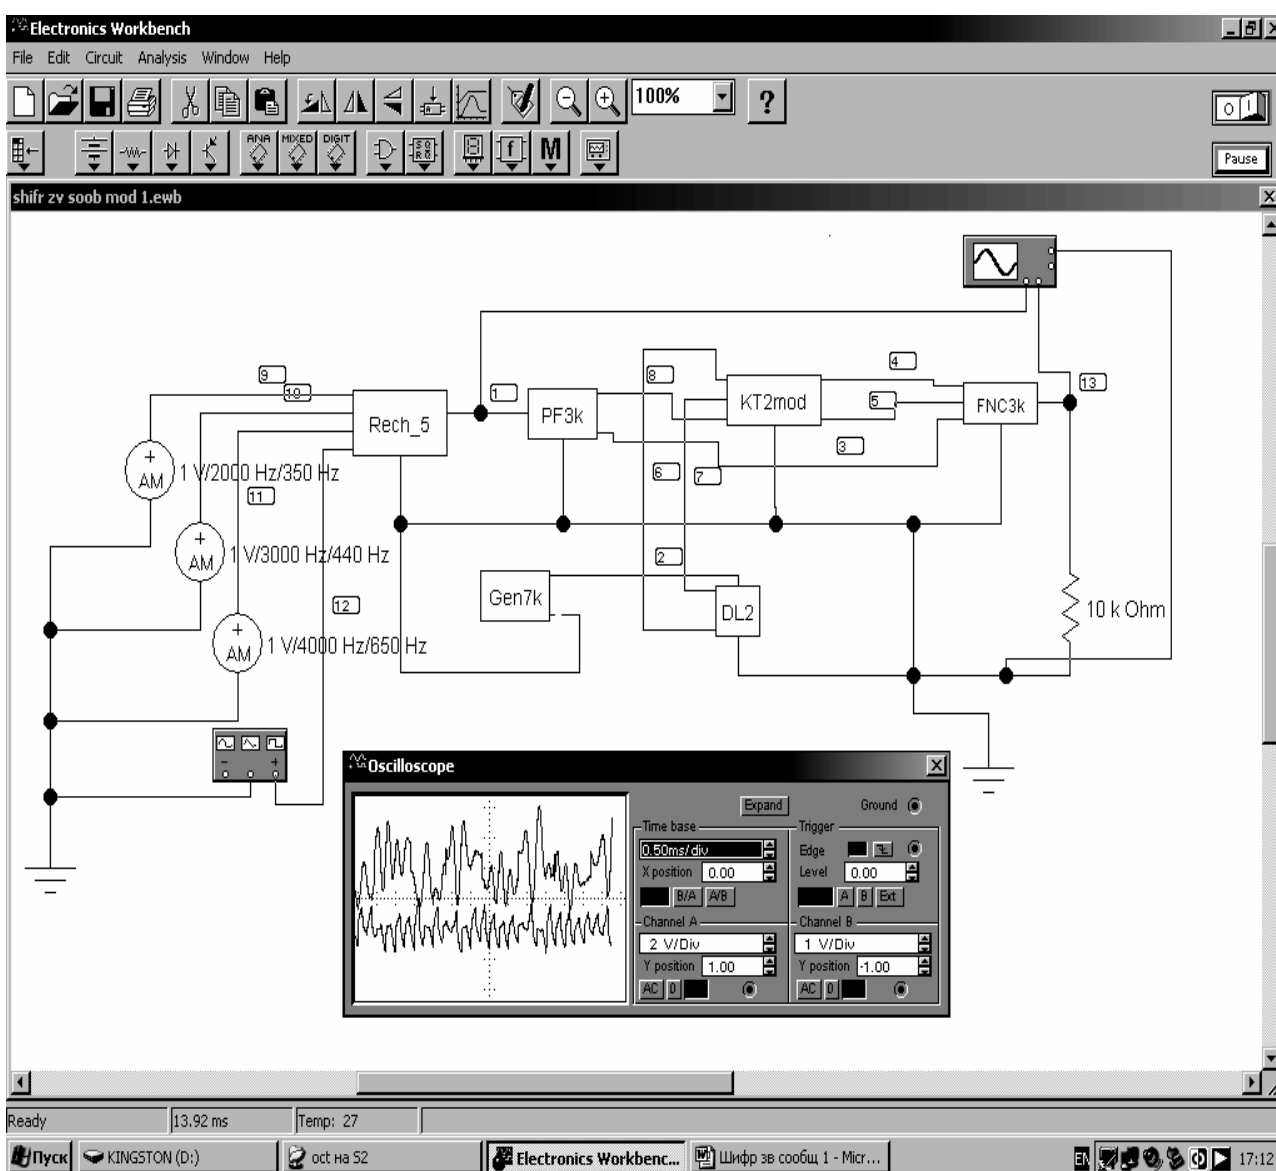 Electronics Workbench
File Edit Circuit Analysis Window Help
100%
?
ANA MIXED DIGIT
M
Pause
shifr zv soob mod 1.ewb
9
10
8
4
13
1
Rech_5
PF3k
KT2mod
5
FNC3k
3
6
7
+
AM
1 V/2000 Hz/350 Hz
11
+
AM
1 V/3000 Hz/440 Hz
2
Gen7k
DL2
12
10 k Ohm
+
AM
1 V/4000 Hz/650 Hz
Oscilloscope
Expand
Ground
Time base
Trigger
0.50ms/div
Edge
X position 0.00
Level 0.00
B/A A/B
A B Ext
Channel A
Channel B
2 V/Div
1 V/Div
Y position 1.00
Y position -1.00
AC 0
AC 0
Ready
13.92 ms
Temp: 27
Пуск
KINGSTON (D:)
oct на S2
Electronics Workbenc...
Шифр зв сообщ 1 - Micr...
EN
17:12